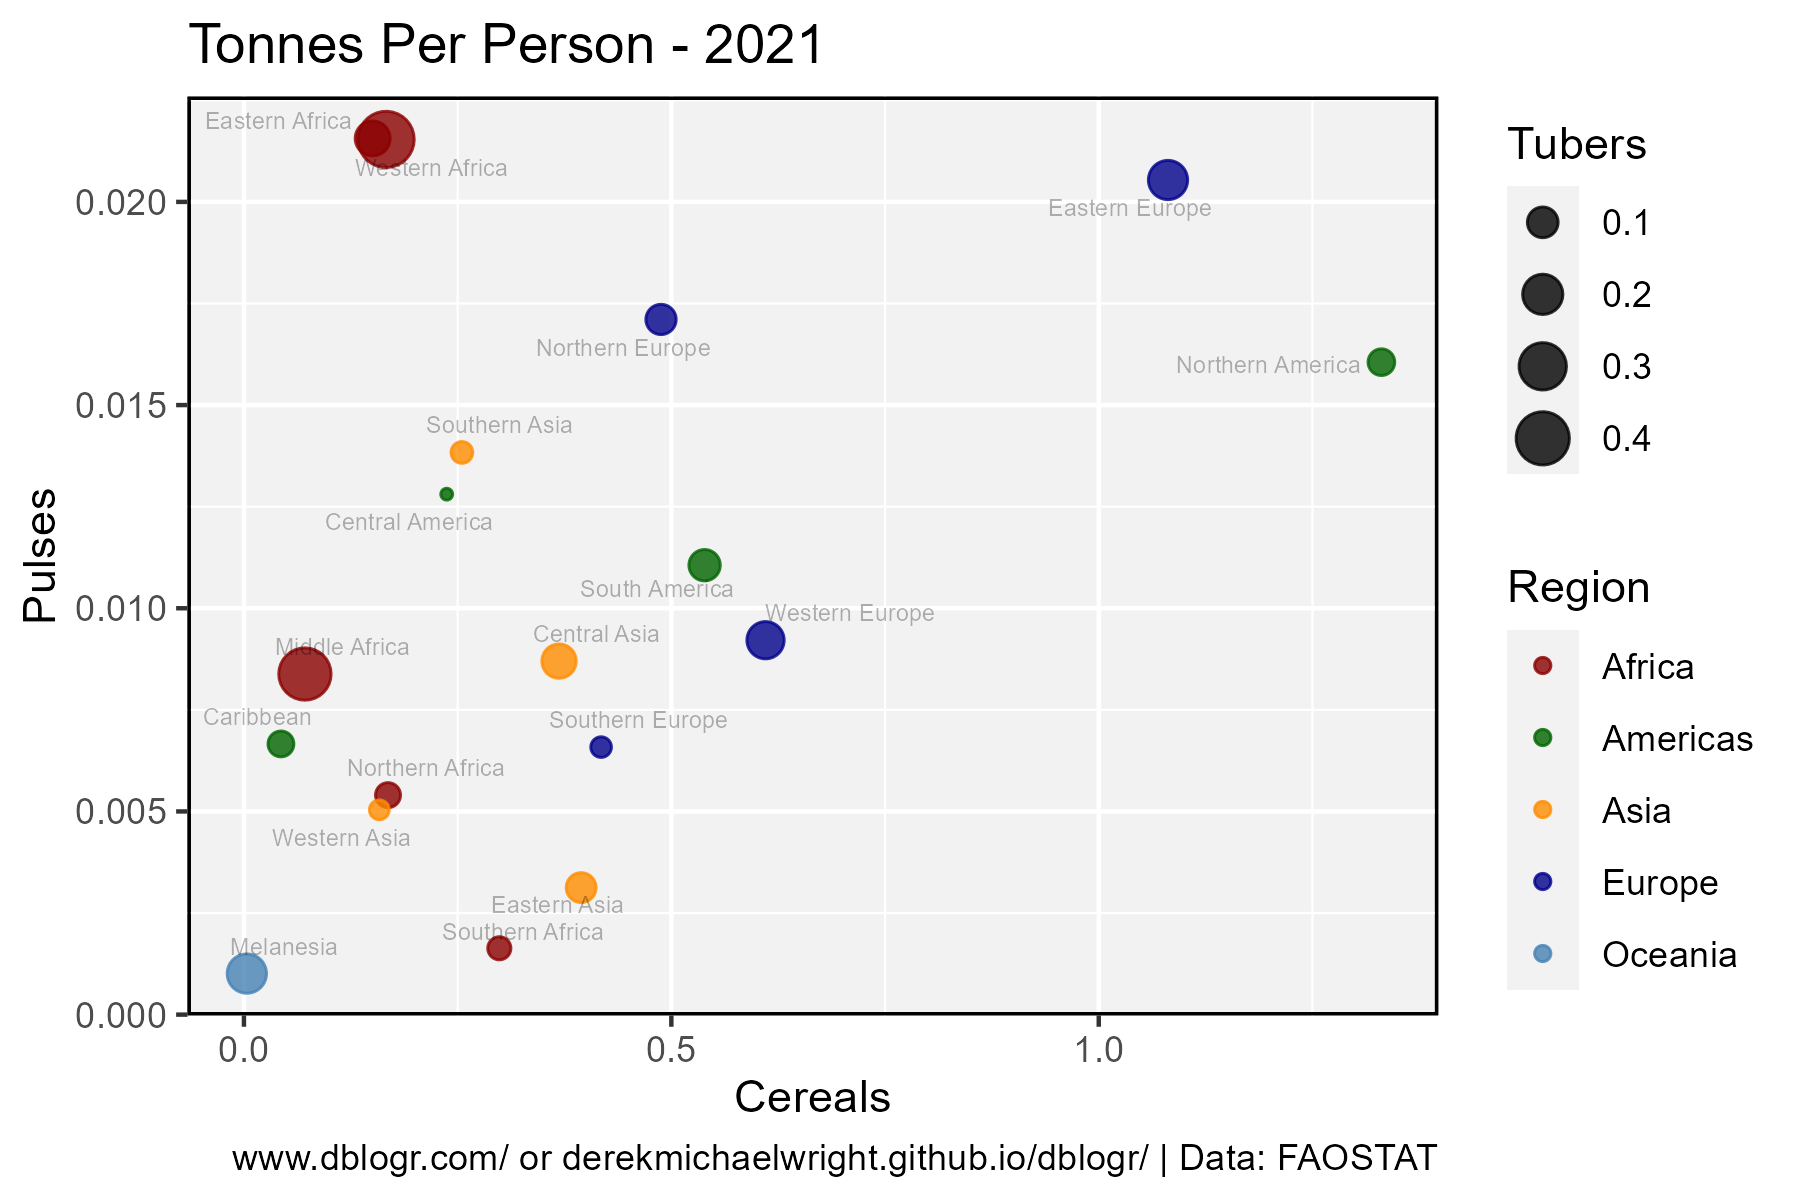 Tonnes Per Person - 2021
Eastern Africa
Western Africa
Eastern Europe
Northern Europe
Northern America
Southern Asia
Central America
South America
Western Europe
Central Asia
Middle Africa
Caribbean
Southern Europe
Northern Africa
Western Asia
Eastern Asia
Southern Africa
Melanesia
0.020
0.015
0.010
0.005
0.000
Pulses
0.0
0.5
1.0
Cereals
Tubers
0.1
0.2
0.3
0.4
Region
Africa
Americas
Asia
Europe
Oceania
www.dblogr.com/ or derekmichaelwright.github.io/dblogr/ | Data: FAOSTAT